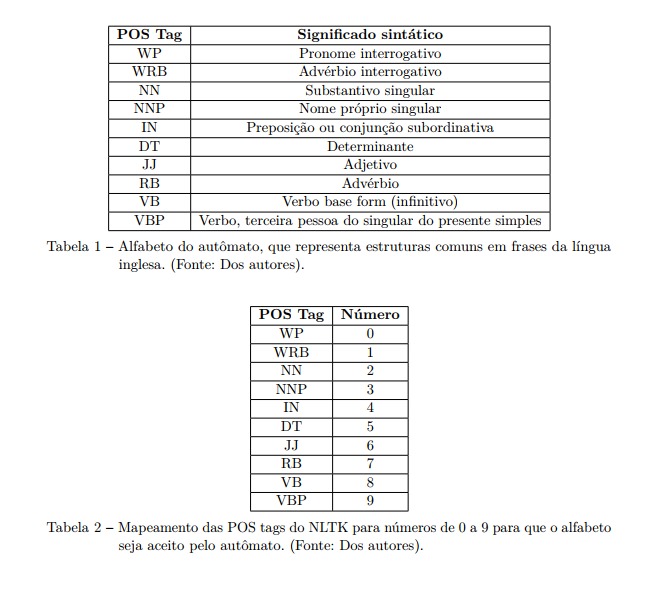 POS Tag Significado sintático
WP Pronome interrogativo
WRB Advérbio interrogativo
NN Substantivo singular
NNP Nome próprio singular
IN Preposição ou conjunção subordinativa
DT Determinante
JJ Adjetivo
RB Advérbio
VB Verbo base form (infinitivo)
VBP Verbo, terceira pessoa do singular do presente simples
Tabela 1 – Alfabeto do autômato, que representa estruturas comuns em frases da língua
inglesa. (Fonte: Dos autores).
POS Tag Número
WP 0
WRB 1
NN 2
NNP 3
IN 4
DT 5
JJ 6
RB 7
VB 8
VBP 9
Tabela 2 – Mapeamento das POS tags do NLTK para números de 0 a 9 para que o alfabeto
seja aceito pelo autômato. (Fonte: Dos autores).